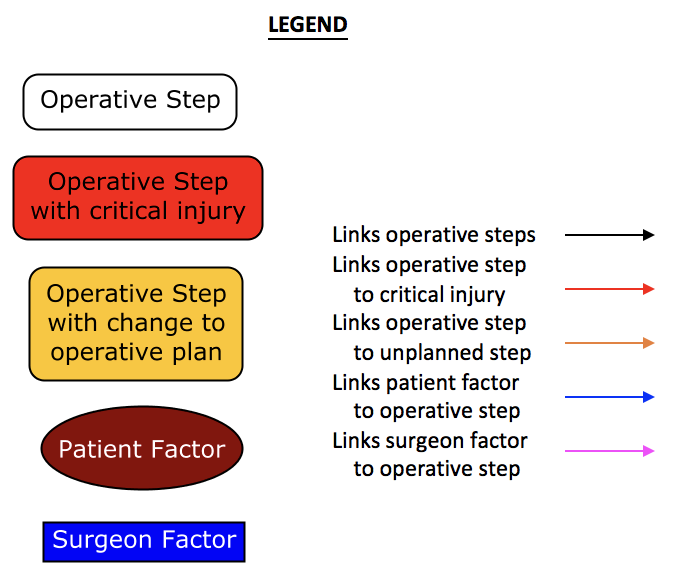 LEGEND
Operative Step
Operative Step
with critical injury
Operative Step
with change to
operative plan
Patient Factor
Surgeon Factor
Links operative steps
Links operative step
to critical injury
Links operative step
to unplanned step
Links patient factor
to operative step
Links surgeon factor
to operative step